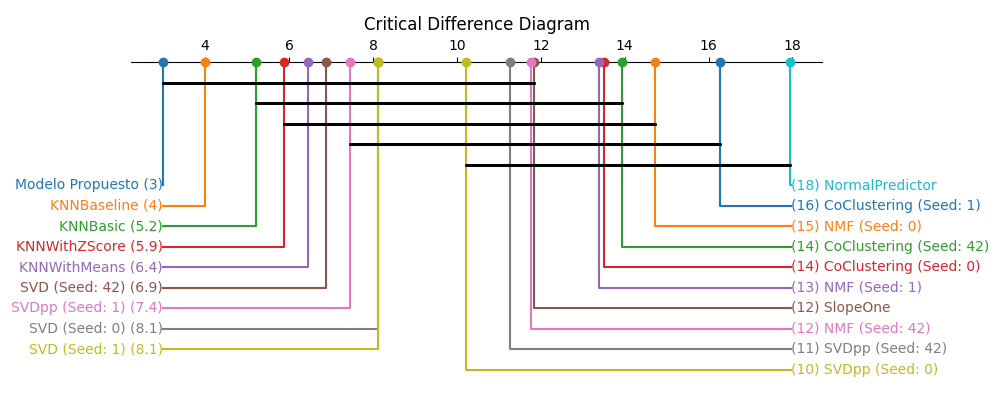 Critical Difference Diagram
4 6 8 10 12 14 16 18
Modelo Propuesto (3)
(18) NormalPredictor
KNNBaseline (4)
(16) CoClustering (Seed: 1)
KNNBasic (5.2)
(15) NMF (Seed: 0)
KNNWithZScore (5.9)
(14) CoClustering (Seed: 42)
KNNWithMeans (6.4)
(14) CoClustering (Seed: 0)
SVD (Seed: 42) (6.9)
(13) NMF (Seed: 1)
SVDpp (Seed: 1) (7.4)
(12) SlopeOne
SVD (Seed: 0) (8.1)
(12) NMF (Seed: 42)
SVD (Seed: 1) (8.1)
(11) SVDpp (Seed: 42)
(10) SVDpp (Seed: 0)